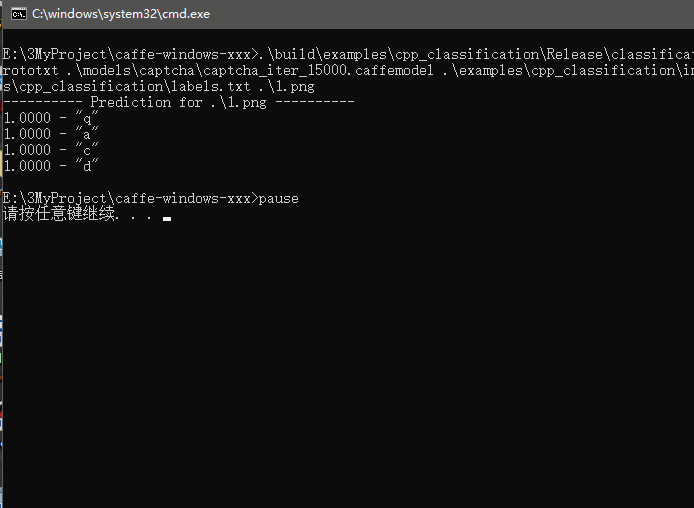 C:\windows\system32\cmd.exe
E:\3MyProject\caffe-windows-xxx>.\build\examples\cpp_classification\Release\classificat
rototxt .\models\captcha\captcha_iter_15000.caffemodel .\examples\cpp_classification\i
s\cpp_classification\labels.txt .\1.png
---------- Prediction for .\1.png ----------
1.0000 - "q"
1.0000 - "a"
1.0000 - "c"
1.0000 - "d"
E:\3MyProject\caffe-windows-xxx>pause
请按任意键继续. . .